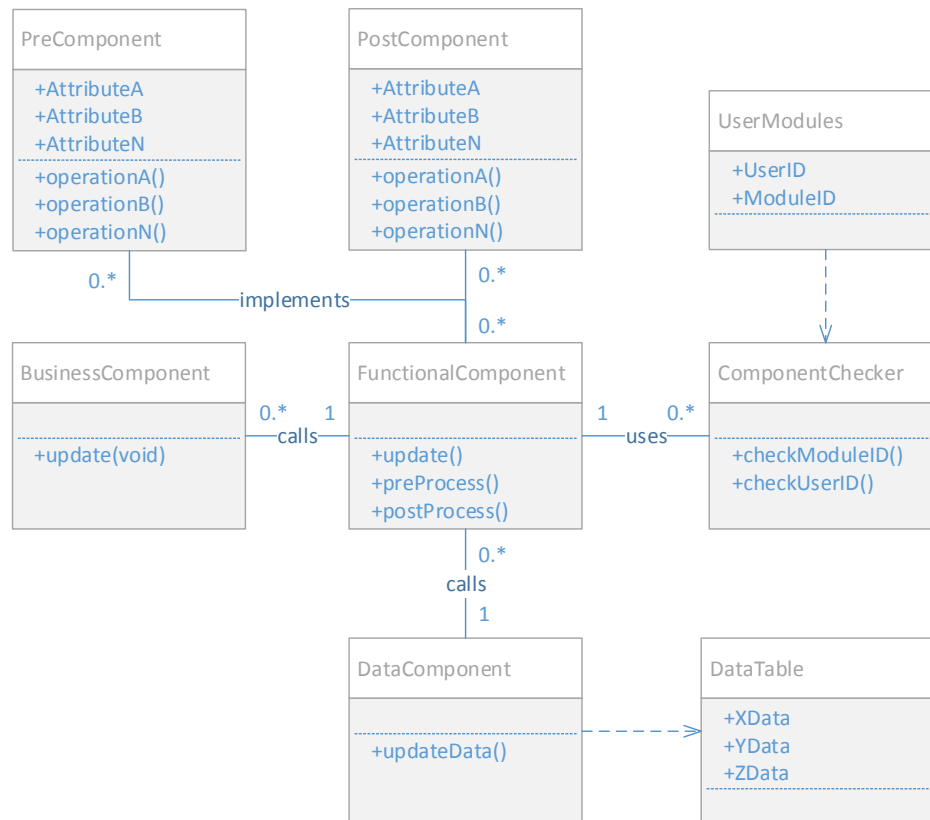 PreComponent
+AttributeA
+AttributeB
+AttributeN
+operationA()
+operationB()
+operationN()
PostComponent
+AttributeA
+AttributeB
+AttributeN
+operationA()
+operationB()
+operationN()
UserModules
+UserID
+ModuleID
0.*
0.*
implements
0.*
BusinessComponent
+update(void)
0.*
1
calls
FunctionalComponent
+update()
+preProcess()
+postProcess()
1
0.*
uses
ComponentChecker
+checkModuleID()
+checkUserID()
0.*
calls
1
DataComponent
+updateData()
DataTable
+XData
+YData
+ZData